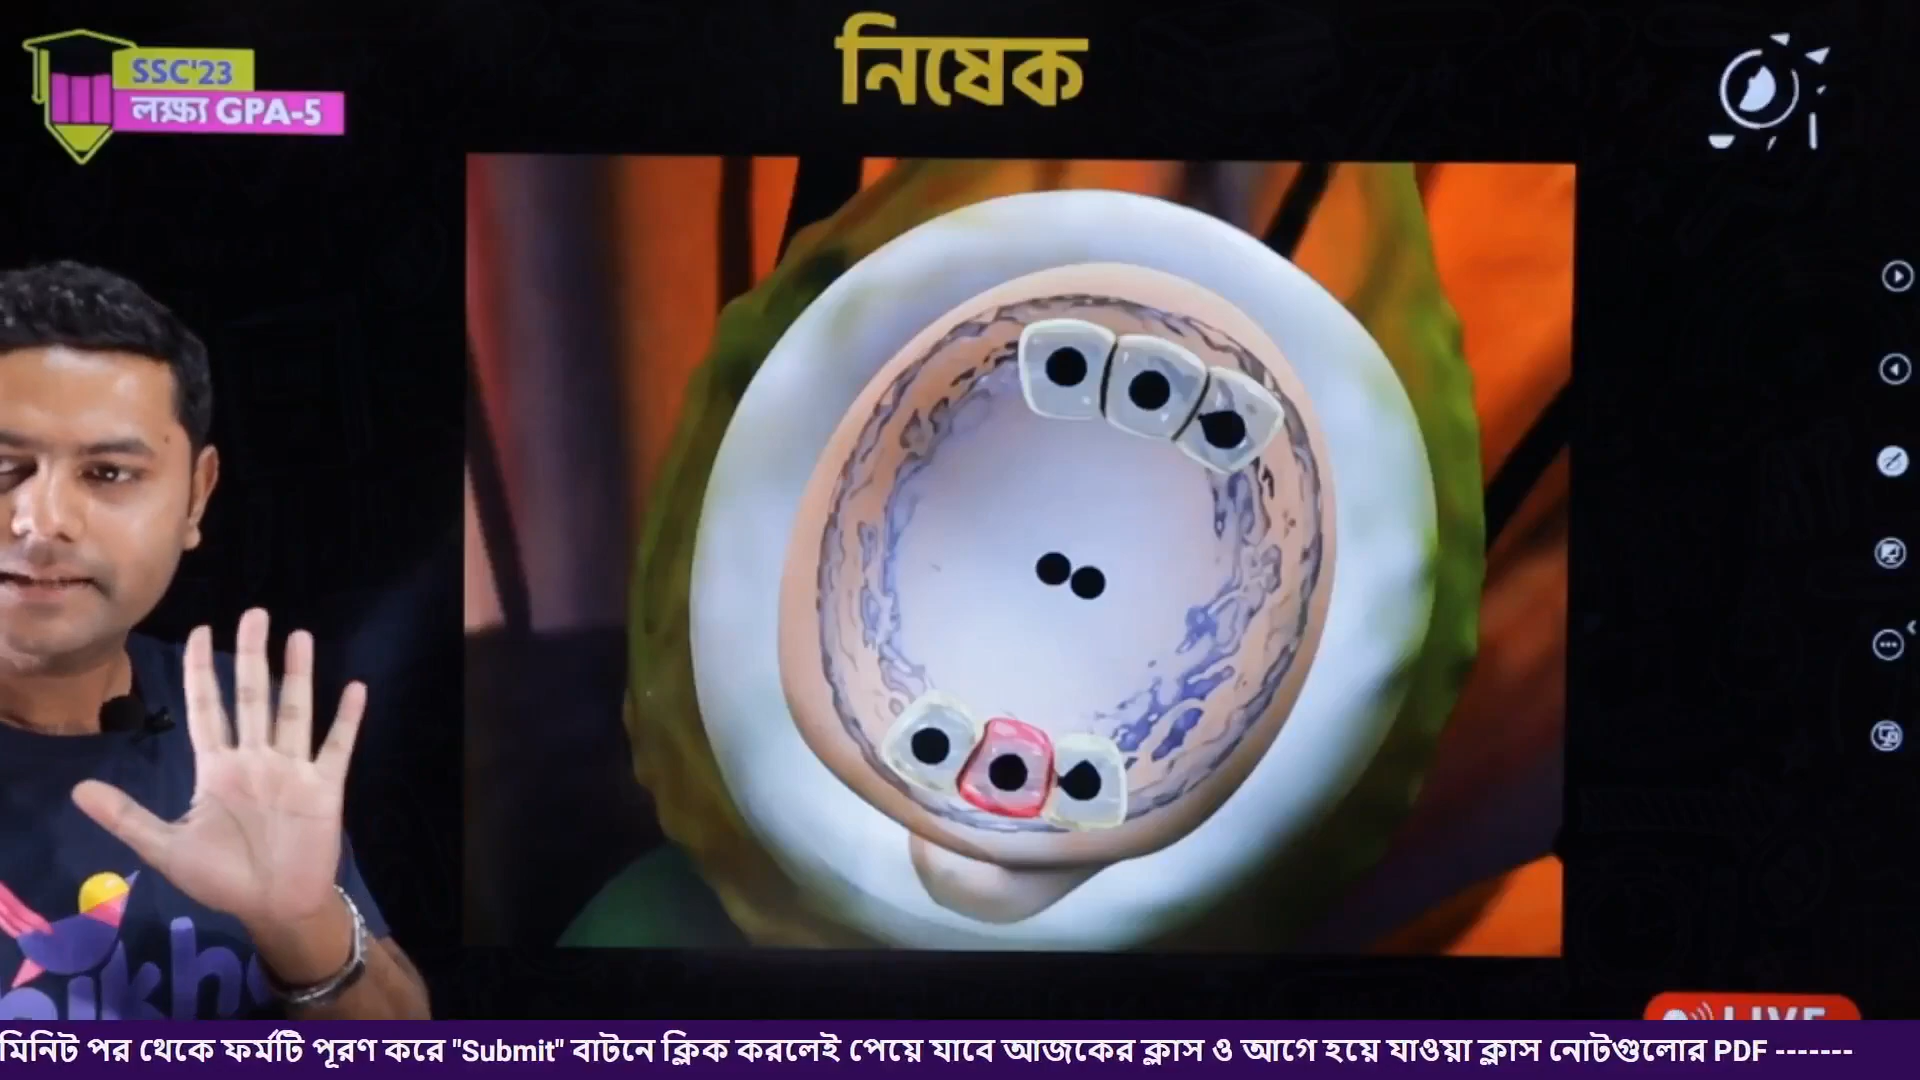 নিষেক
SSC'23
লক্ষ্য GPA-5
LIVE
মিনিট পর থেকে ফর্মটি পূরণ করে "Submit" বাটনে ক্লিক করলেই পেয়ে যাবে আজকের ক্লাস ও আগে হয়ে যাওয়া ক্লাস নোটগুলোর PDF -------